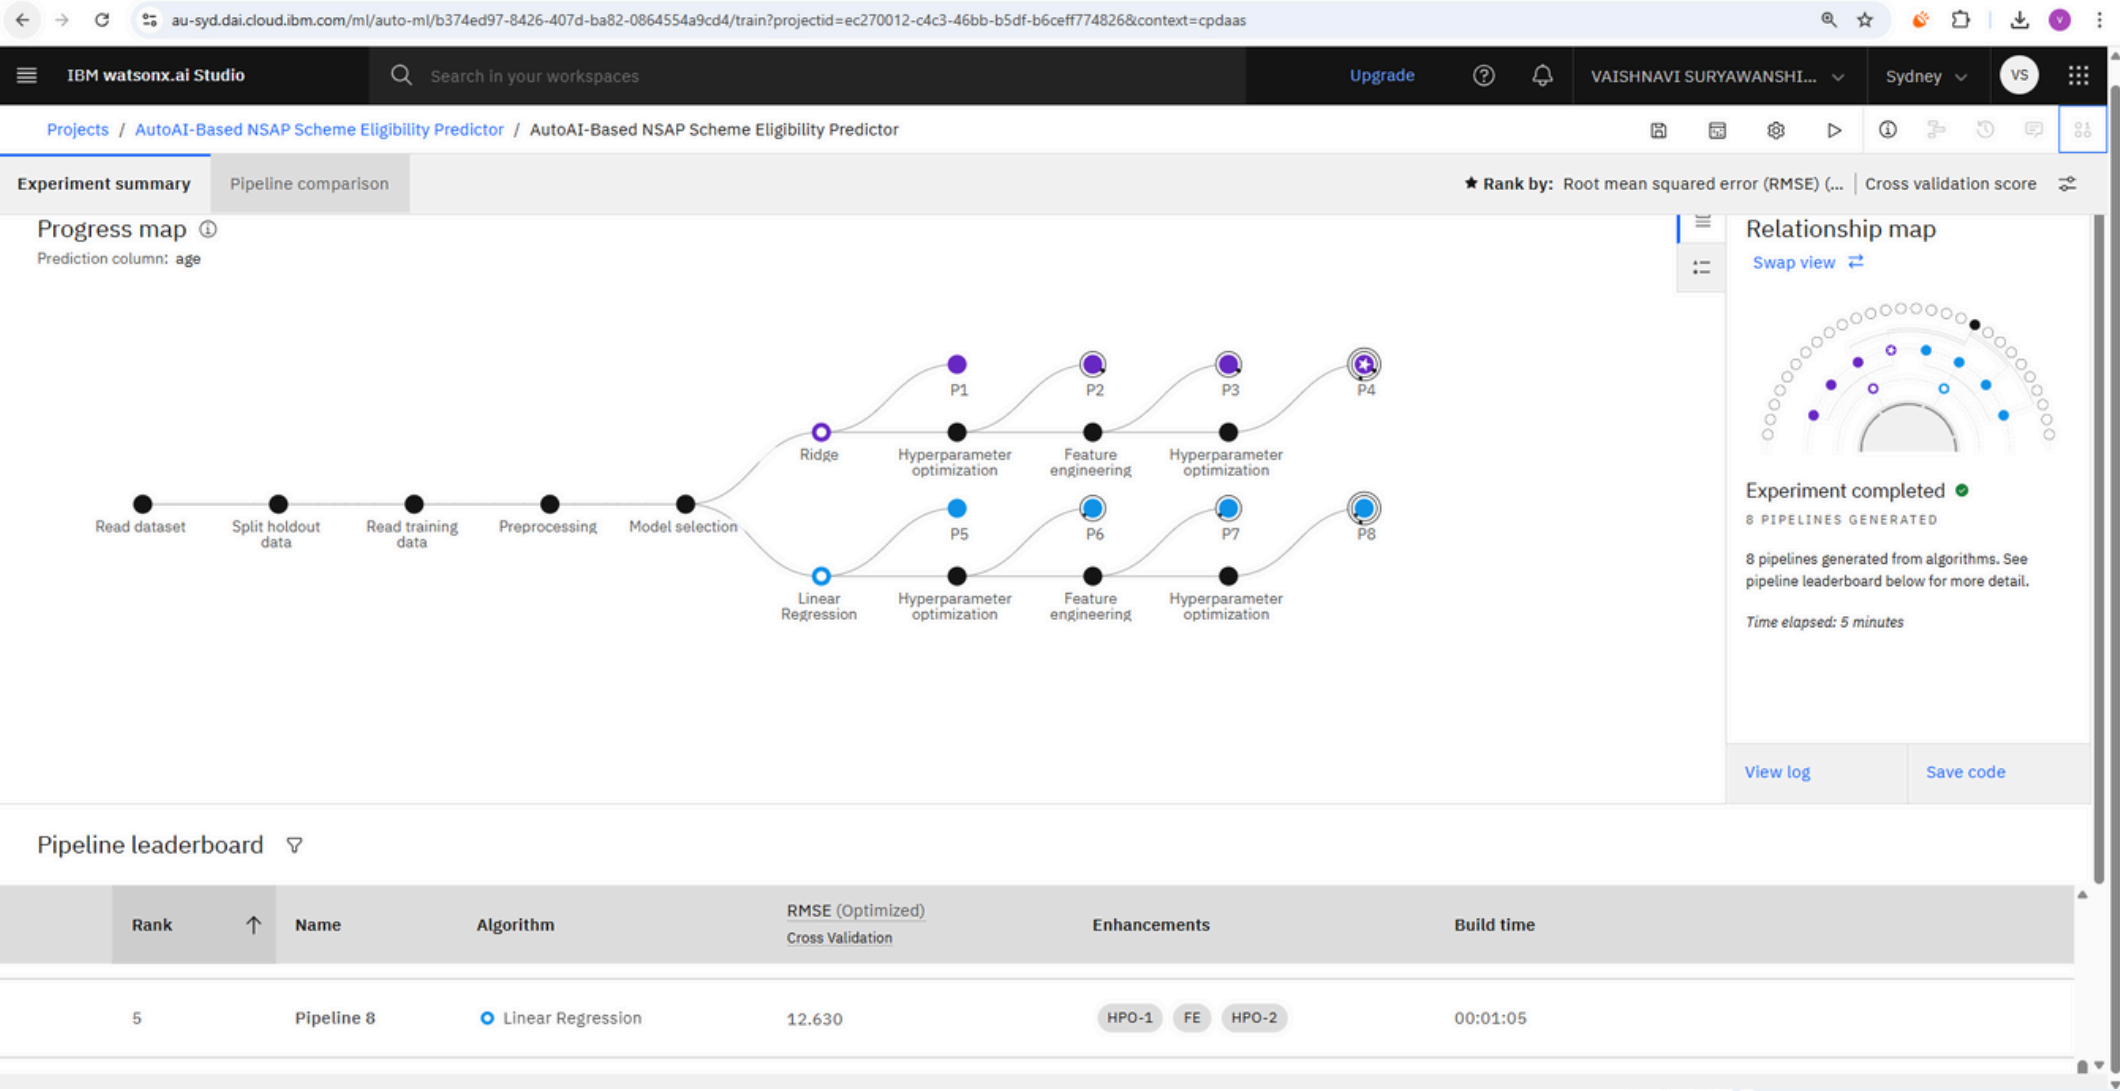 au-syd.dai.cloud.ibm.com/ml/auto-ml/b374ed97-8426-407d-ba82-0864554a9cd4/train?projectid=ec270012-c4c3-46bb-b5df-b6ceff774826&context=cpdaas
V
IBM watsonx.ai Studio
Search in your workspaces
Upgrade
VAISHNAVI SURYAWANSHI...
Sydney
VS
Projects / AutoAI-Based NSAP Scheme Eligibility Predictor / AutoAI-Based NSAP Scheme Eligibility Predictor
Experiment summary
Pipeline comparison
Rank by: Root mean squared error (RMSE) (... | Cross validation score
Progress map
Prediction column: age
P1
P2
P3
P4
Ridge
Hyperparameter
optimization
Feature
engineering
Hyperparameter
optimization
Read dataset
Split holdout
data
Read training
data
Preprocessing
Model selection
P5
P6
P7
P8
Linear
Regression
Hyperparameter
optimization
Feature
engineering
Hyperparameter
optimization
Relationship map
Swap view
Experiment completed
8 PIPELINES GENERATED
8 pipelines generated from algorithms. See
pipeline leaderboard below for more detail.
Time elapsed: 5 minutes
View log
Save code
Pipeline leaderboard
Rank
Name
Algorithm
RMSE (Optimized)
Cross Validation
Enhancements
Build time
5
Pipeline 8
Linear Regression
12.630
HPO-1
FE
HPO-2
00:01:05